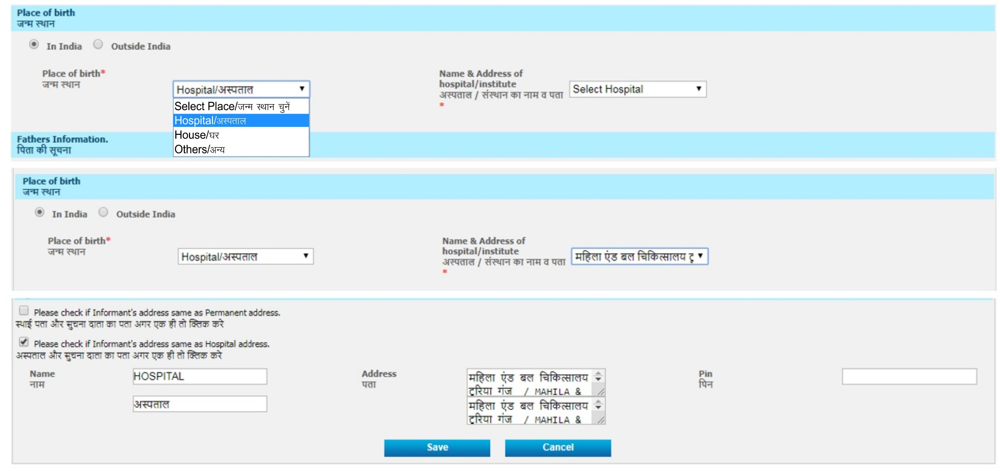 Place of birth
जन्म स्थान
In India Outside India
Place of birth*
जन्म स्थान
Hospital/अस्पताल
Select Place/जन्म स्थान चुनें
Hospital/अस्पताल
House/घर
Others/अन्य
Name & Address of
hospital/institute
अस्पताल / संस्थान का नाम व पता
*
Select Hospital
Fathers Information.
पिता की सूचना
Place of birth
जन्म स्थान
In India Outside India
Place of birth*
जन्म स्थान
Hospital/अस्पताल
Name & Address of
hospital/institute
अस्पताल / संस्थान का नाम व पता
*
महिला एंड बल चिकित्सालय
Please check if Informant's address same as Permanent address.
स्थाई पता और सुचना दाता का पता अगर एक ही तो क्लिक करे
Please check if Informant's address same as Hospital address.
अस्पताल और सुचना दाता का पता अगर एक ही तो क्लिक करे
Name
नाम
HOSPITAL
अस्पताल
Address
पता
महिला एंड बल चिकित्सालय
टुरिया गंज / MAHILA &
महिला एंड बल चिकित्सालय
टुरिया गंज / MAHILA &
Pin
पिन
Save Cancel